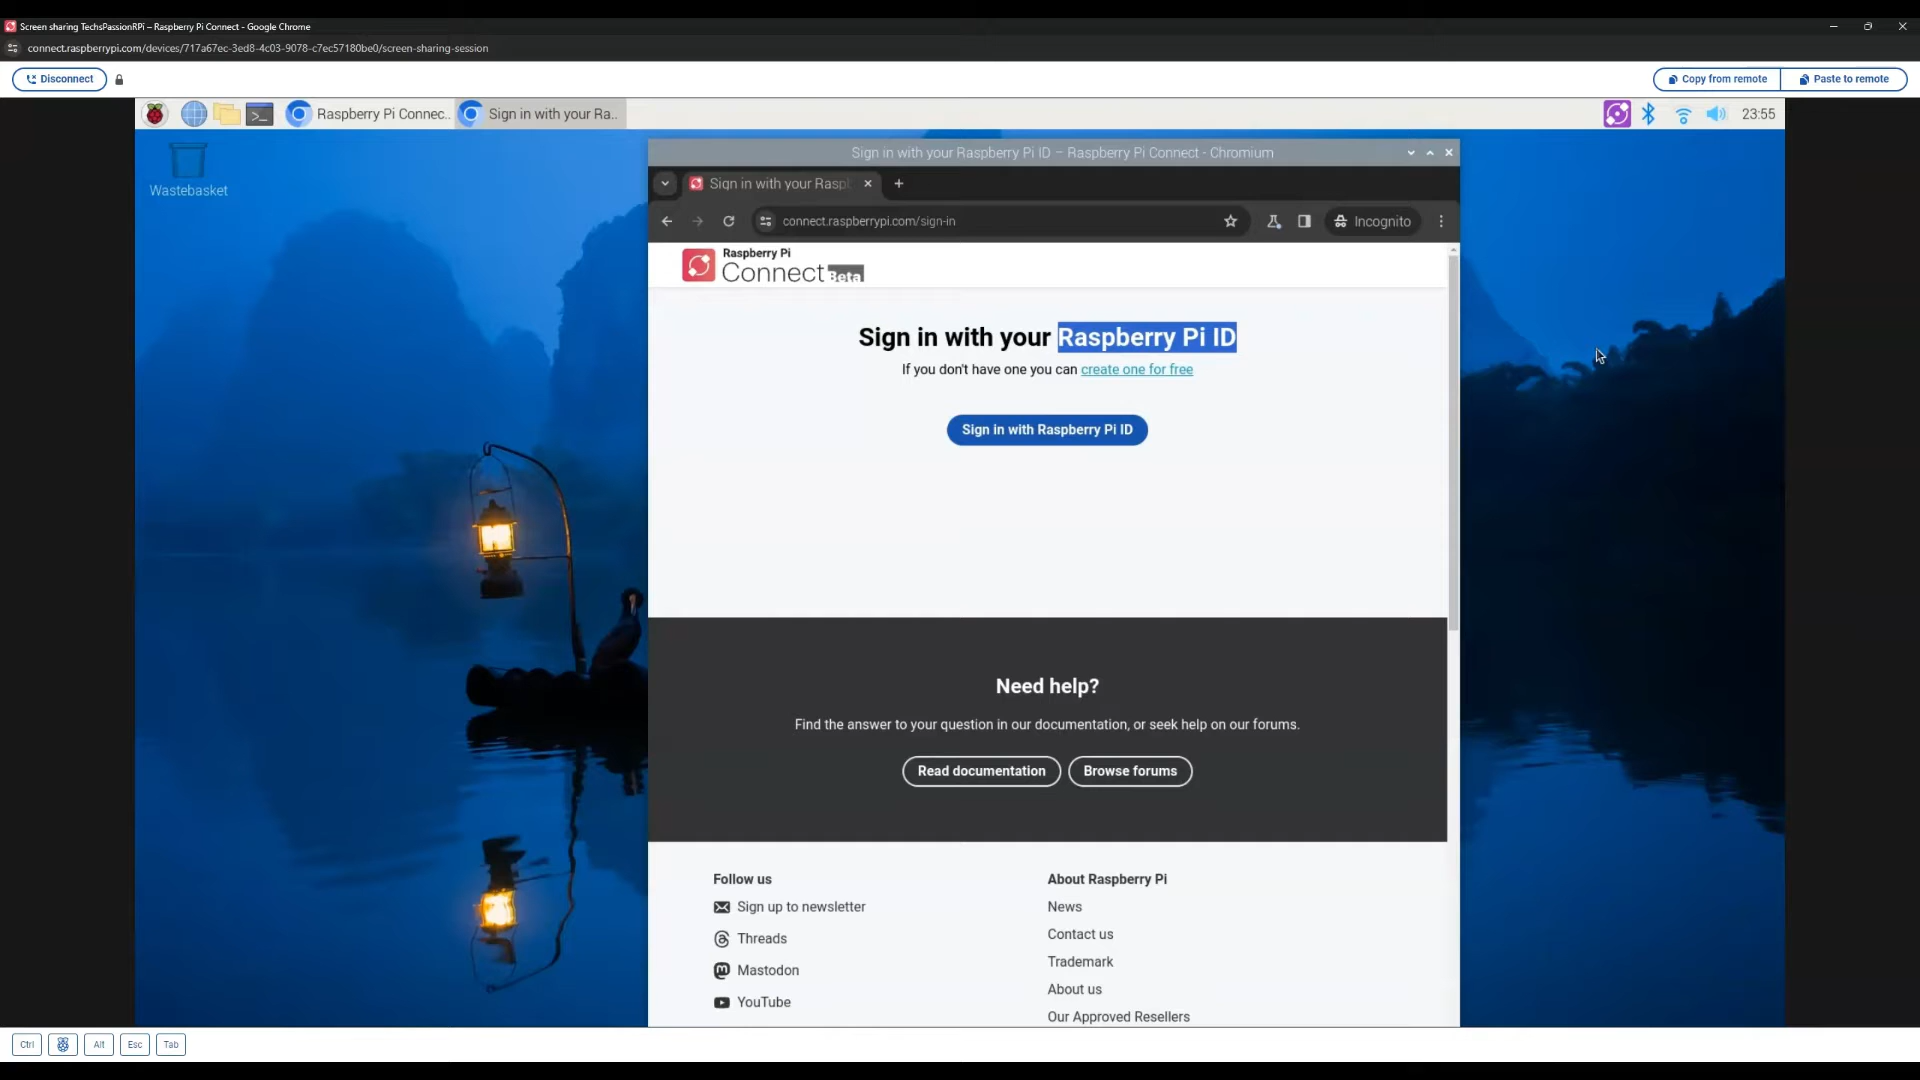 Screen sharing TechsPassionRPi – Raspberry Pi Connect - Google Chrome
connect.raspberrypi.com/devices/717a67ec-3ed8-4c03-9078-c7ec57180be0/screen-sharing-session
Disconnect
Copy from remote
Paste to remote
Raspberry Pi Connec..
Sign in with your Ra..
23:55
Wastebasket
Sign in with your Raspberry Pi ID – Raspberry Pi Connect - Chromium
Sign in with your Raspb
connect.raspberrypi.com/sign-in
Incognito
Raspberry Pi
Connect Beta
Sign in with your Raspberry Pi ID
If you don't have one you can create one for free
Sign in with Raspberry Pi ID
Need help?
Find the answer to your question in our documentation, or seek help on our forums.
Read documentation
Browse forums
Follow us
Sign up to newsletter
Threads
Mastodon
YouTube
About Raspberry Pi
News
Contact us
Trademark
About us
Our Approved Resellers
Ctrl
Alt
Esc
Tab